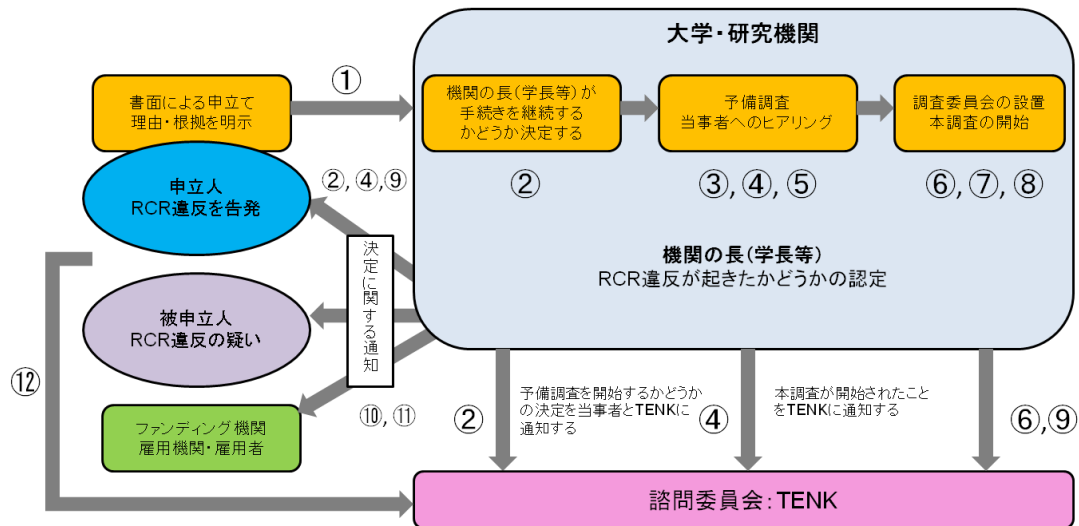 大学・研究機関
①
書面による申立て
理由・根拠を明示
機関の長(学長等)が
手続きを継続する
かどうか決定する
予備調査
当事者へのヒアリング
調査委員会の設置
本調査の開始
②, ④,⑨
②
③, ④, ⑤
⑥, ⑦, ⑧
申立人
RCR違反を告発
決定に関する通知
機関の長(学長等)
RCR違反が起きたかどうかの認定
被申立人
RCR違反の疑い
⑫
⑩, ⑪
ファンディング機関
雇用機関・雇用者
②
予備調査を開始するかどうか
の決定を当事者とTENKに
通知する
④
本調査が開始されたこと
をTENKに通知する
⑥,⑨
諮問委員会:TENK